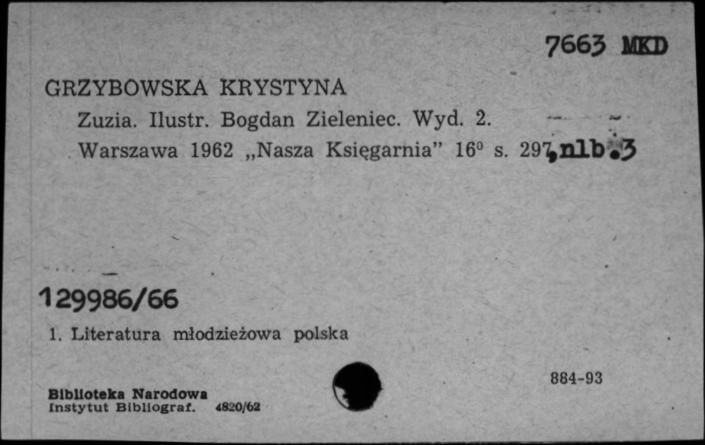 7663 MKD
GRZYBOWSKA KRYSTYNA
Zuzia. Ilustr. Bogdan Zieleniec. Wyd. 2.
Warszawa 1962 „Nasza Księgarnia” 16⁰ s. 297, nlb. 3
129986/66
1. Literatura młodzieżowa polska
884-93
Biblioteka Narodowa
Instytut Bibliograf. 4820/62